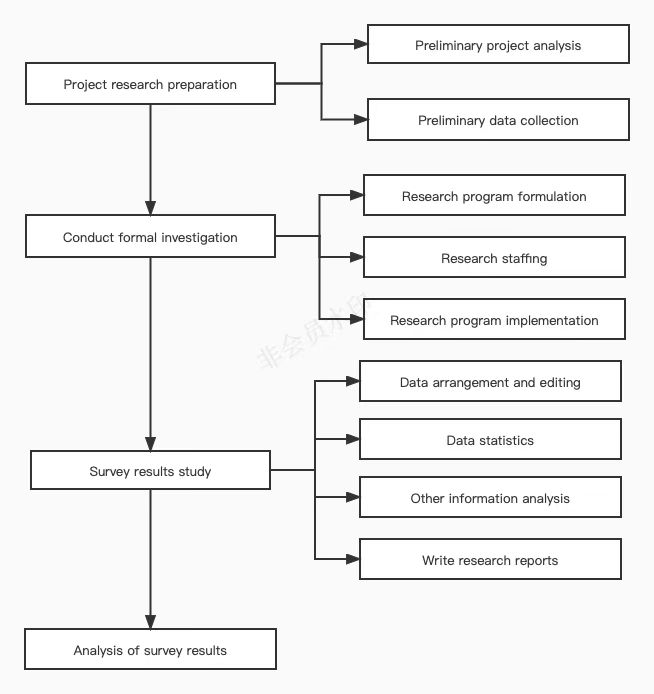 Preliminary project analysis
Project research preparation
Preliminary data collection
Research program formulation
Conduct formal investigation
Research staffing
Research program implementation
非会员水印
Data arrangement and editing
Data statistics
Survey results study
Other information analysis
Write research reports
Analysis of survey results